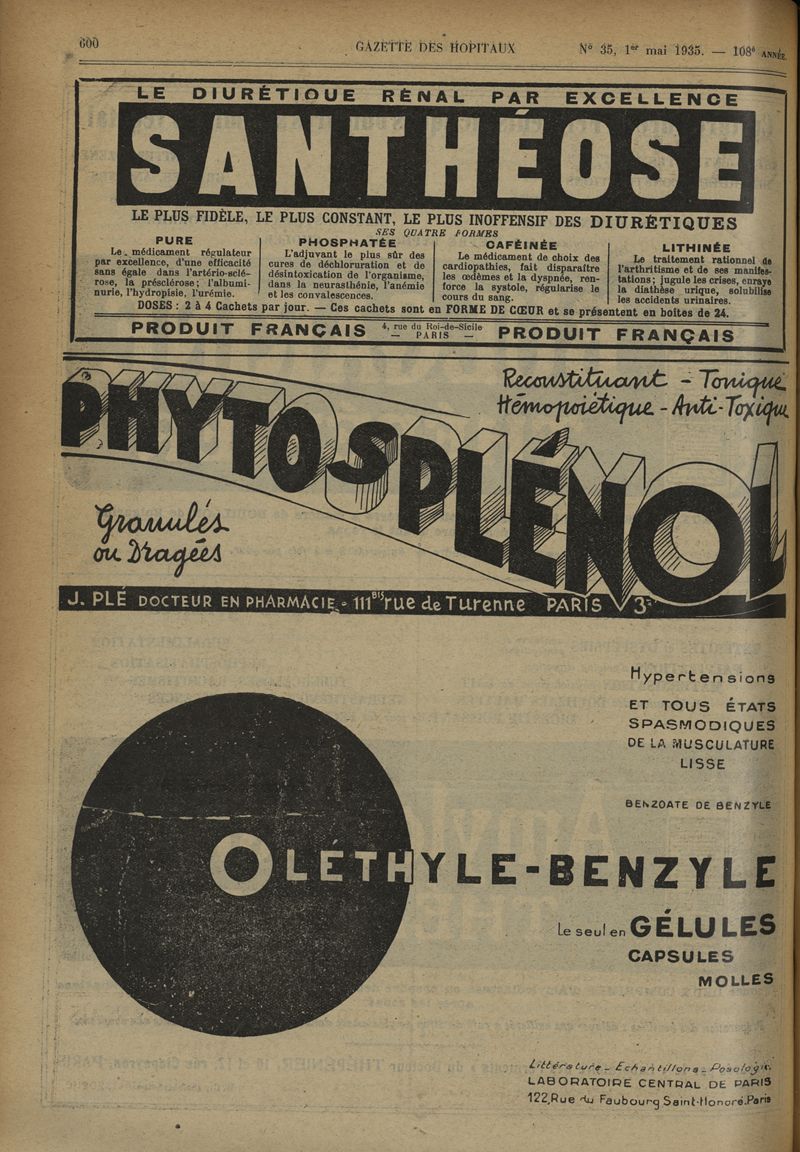 600
GAZETTE DES HOPITAUX
N° 35, 1er mai 1935. — 108e ANNÉE.
LE DIURÉTIQUE RÉNAL PAR EXCELLENCE
SANTHÉOSE
LE PLUS FIDÈLE, LE PLUS CONSTANT, LE PLUS INOFFENSIF DES DIURÉTIQUES
SES QUATRE FORMES
PURE
Le médicament régulateur
par excellence, d'une efficacité
sans égale dans l'artério-sclé-
rose, la présclérose; l'albumi-
nurie, l'hydropisie, l'urémie.
PHOSPHATÉE
L'adjuvant le plus sûr des
cures de déchloruration et de
désintoxication de l'organisme,
dans la neurasthénie, l'anémie
et les convalescences.
CAFÉINÉE
Le médicament de choix des
cardiopathies, fait disparaître
les œdèmes et la dyspnée, ren-
force la systole, régularise le
cours du sang.
LITHINÉE
Le traitement rationnel de
l'arthritisme et de ses manifes-
tations; jugule les crises, enraye
la diathèse urique, solubilise
les accidents urinaires.
DOSES : 2 à 4 Cachets par jour. — Ces cachets sont en FORME DE CŒUR et se présentent en boîtes de 24.
PRODUIT FRANÇAIS
4, rue du Roi-de-Sicile
— PARIS —
PRODUIT FRANÇAIS
Reconstituant - Tonique
Hémopoiétique - Anti-Toxique
PHYTOSPLÉNOL
Granulés
ou Dragées
J. PLÉ DOCTEUR EN PHARMACIE - 111BIS rue de Turenne PARIS 3e
Hypertensions
ET TOUS ÉTATS
SPASMODIQUES
DE LA MUSCULATURE
LISSE
BENZOATE DE BENZYLE
OLÉTHYLE-BENZYLE
Le seul en GÉLULES
CAPSULES
MOLLES
Littérature - Echantillons - Posologie
LABORATOIRE CENTRAL DE PARIS
122, Rue du Faubourg Saint-Honoré. Paris